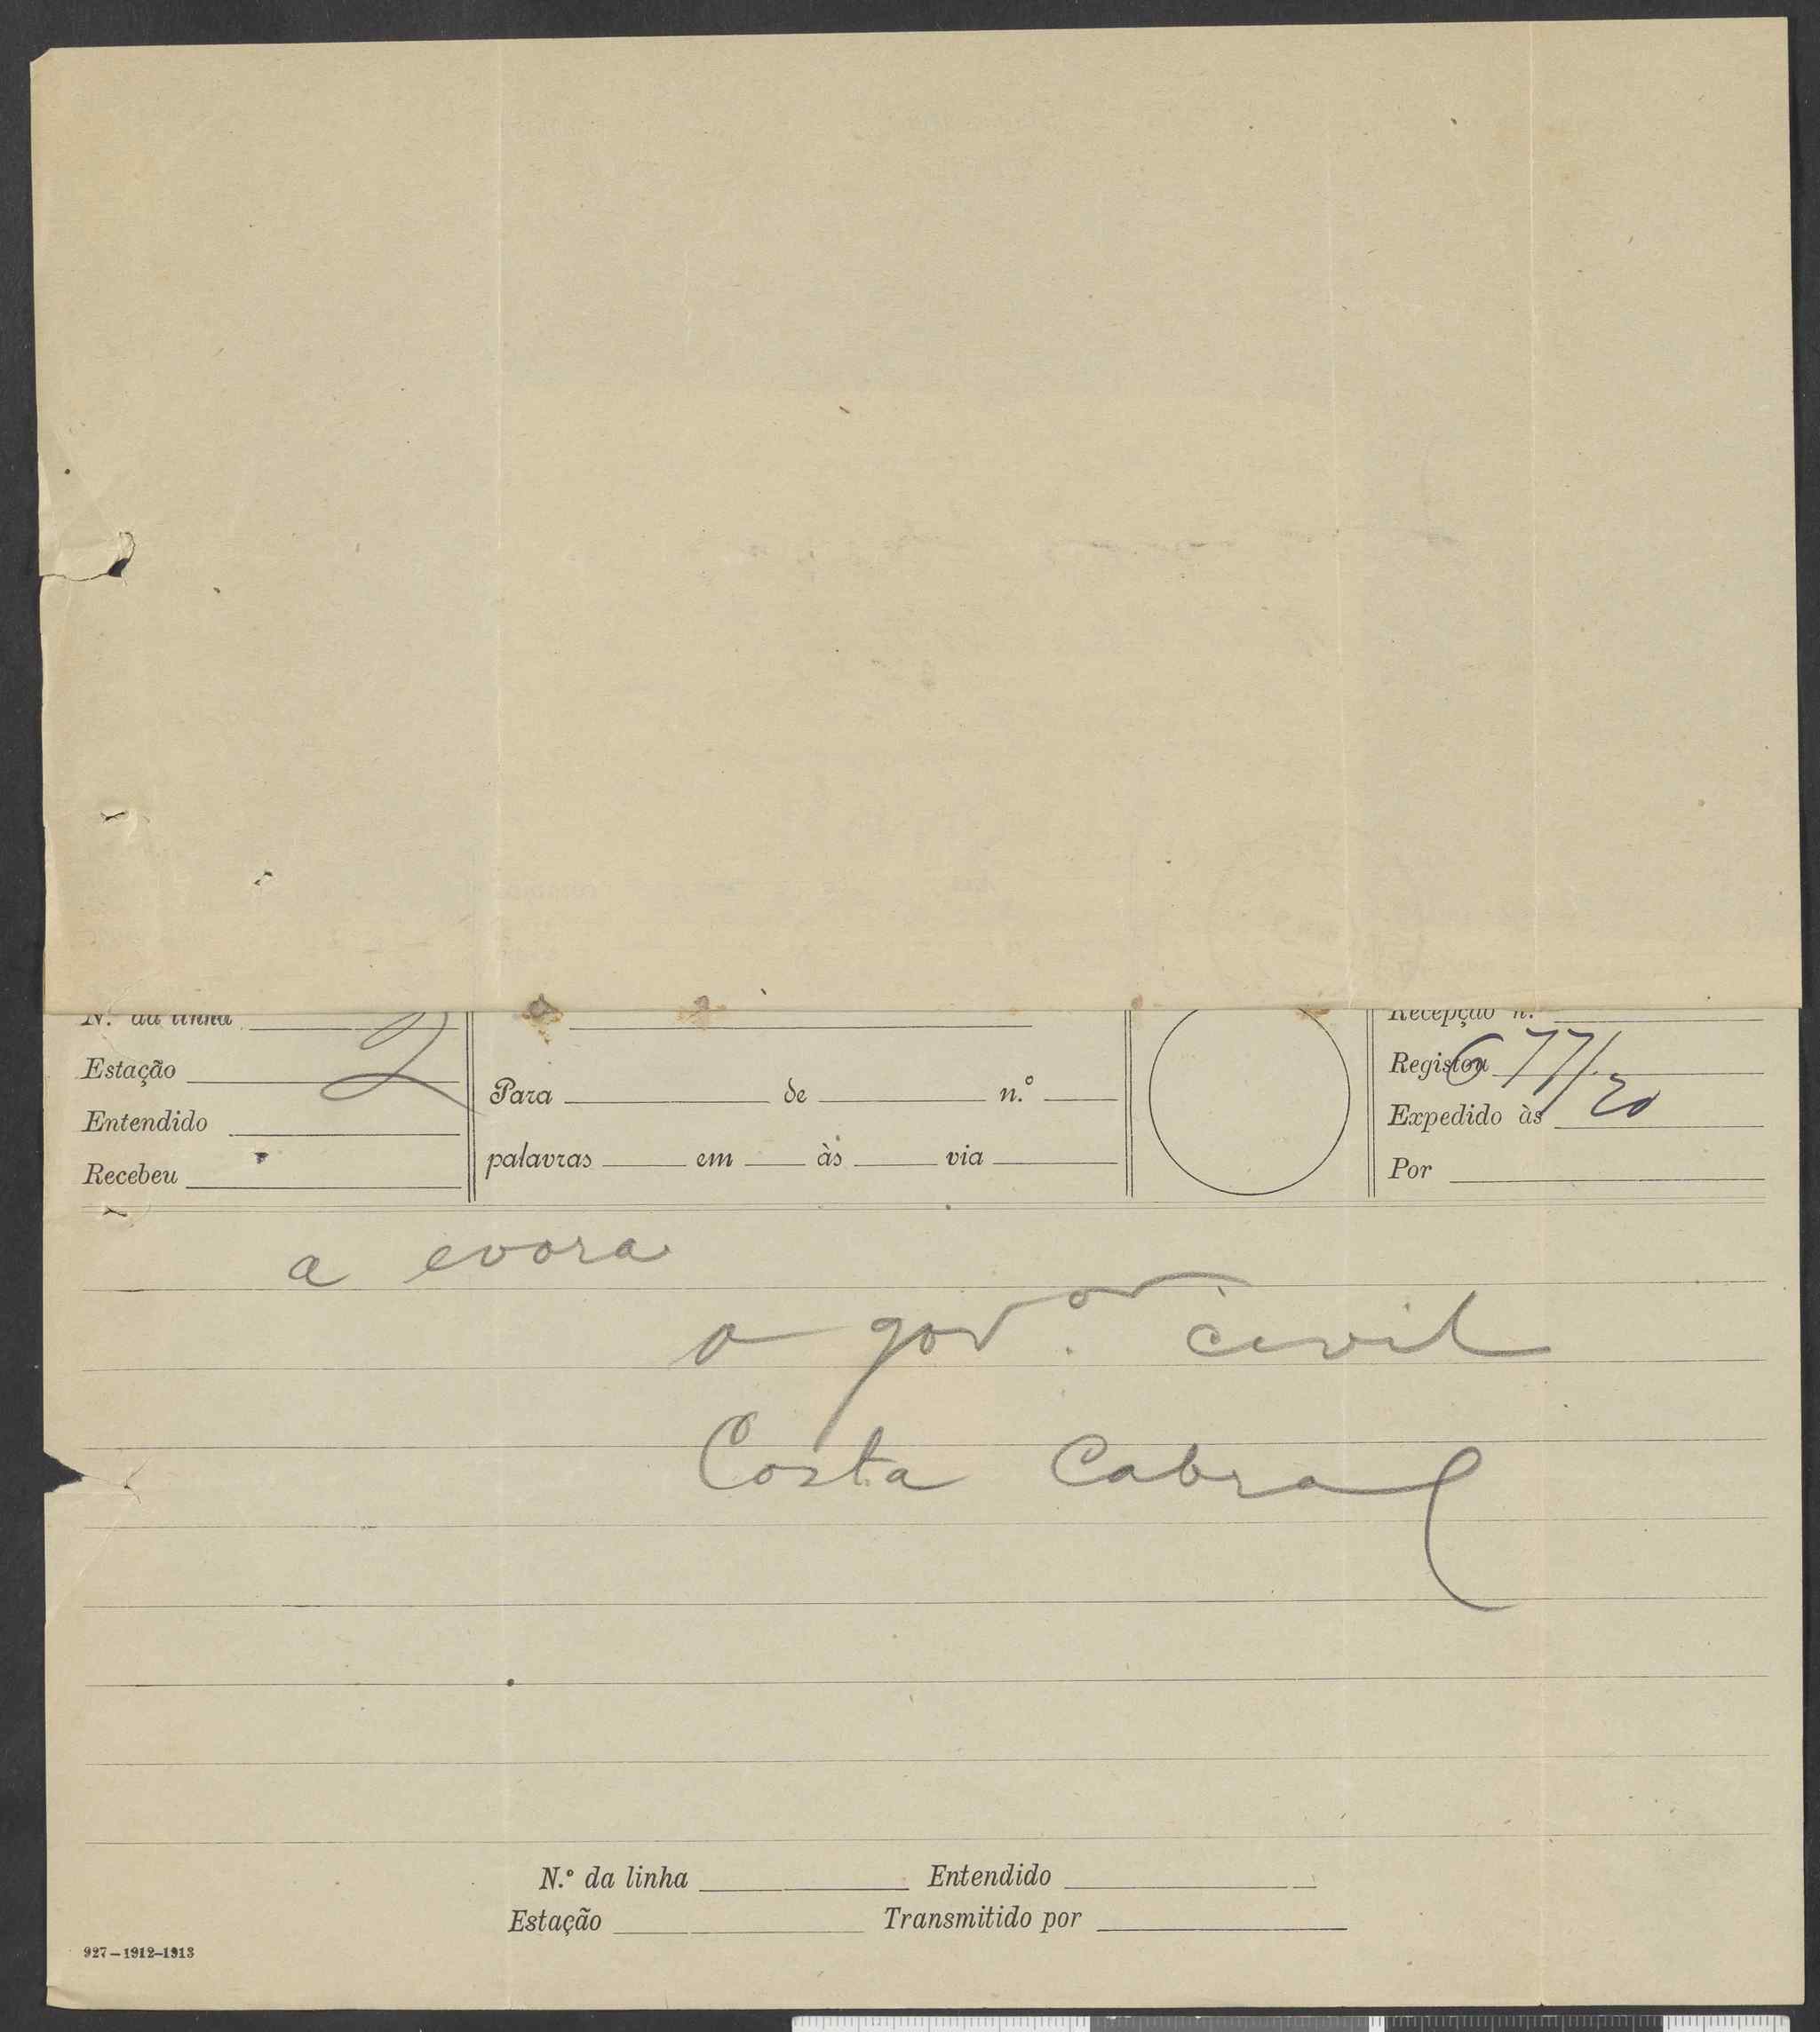 N.º da linha
2
Estação
Entendido
Recebeu
Para de n.º
palavras em às via
Recepção n.º
Registou 677/20
Expedido às
Por
a evora
o gov.or civil
Costa Cabral
N.º da linha Entendido
Estação Transmitido por
927–1912–1913